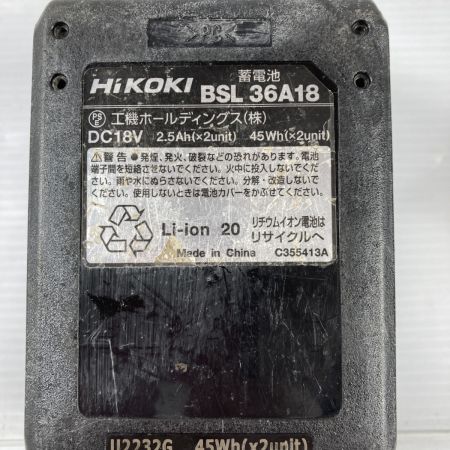 >PC<
蓄電池
HiKOKI BSL 36A18
PS E 工機ホールディングス(株)
DC18V 2.5Ah(×2unit) 45Wh(×2unit)
⚠警告 ●発煙、発火、破裂などの恐れがあります。電池
端子間を短絡させないでください。火中に投入しないでくだ
さい。雨や水にぬらさないでください。分解・改造しないで
ください。使用しないときは電池カバーをかぶせてください。
Li-ion 20 リチウムイオン電池は
リサイクルへ
Made in China C355413A
U2232G 45Wh(×2unit)